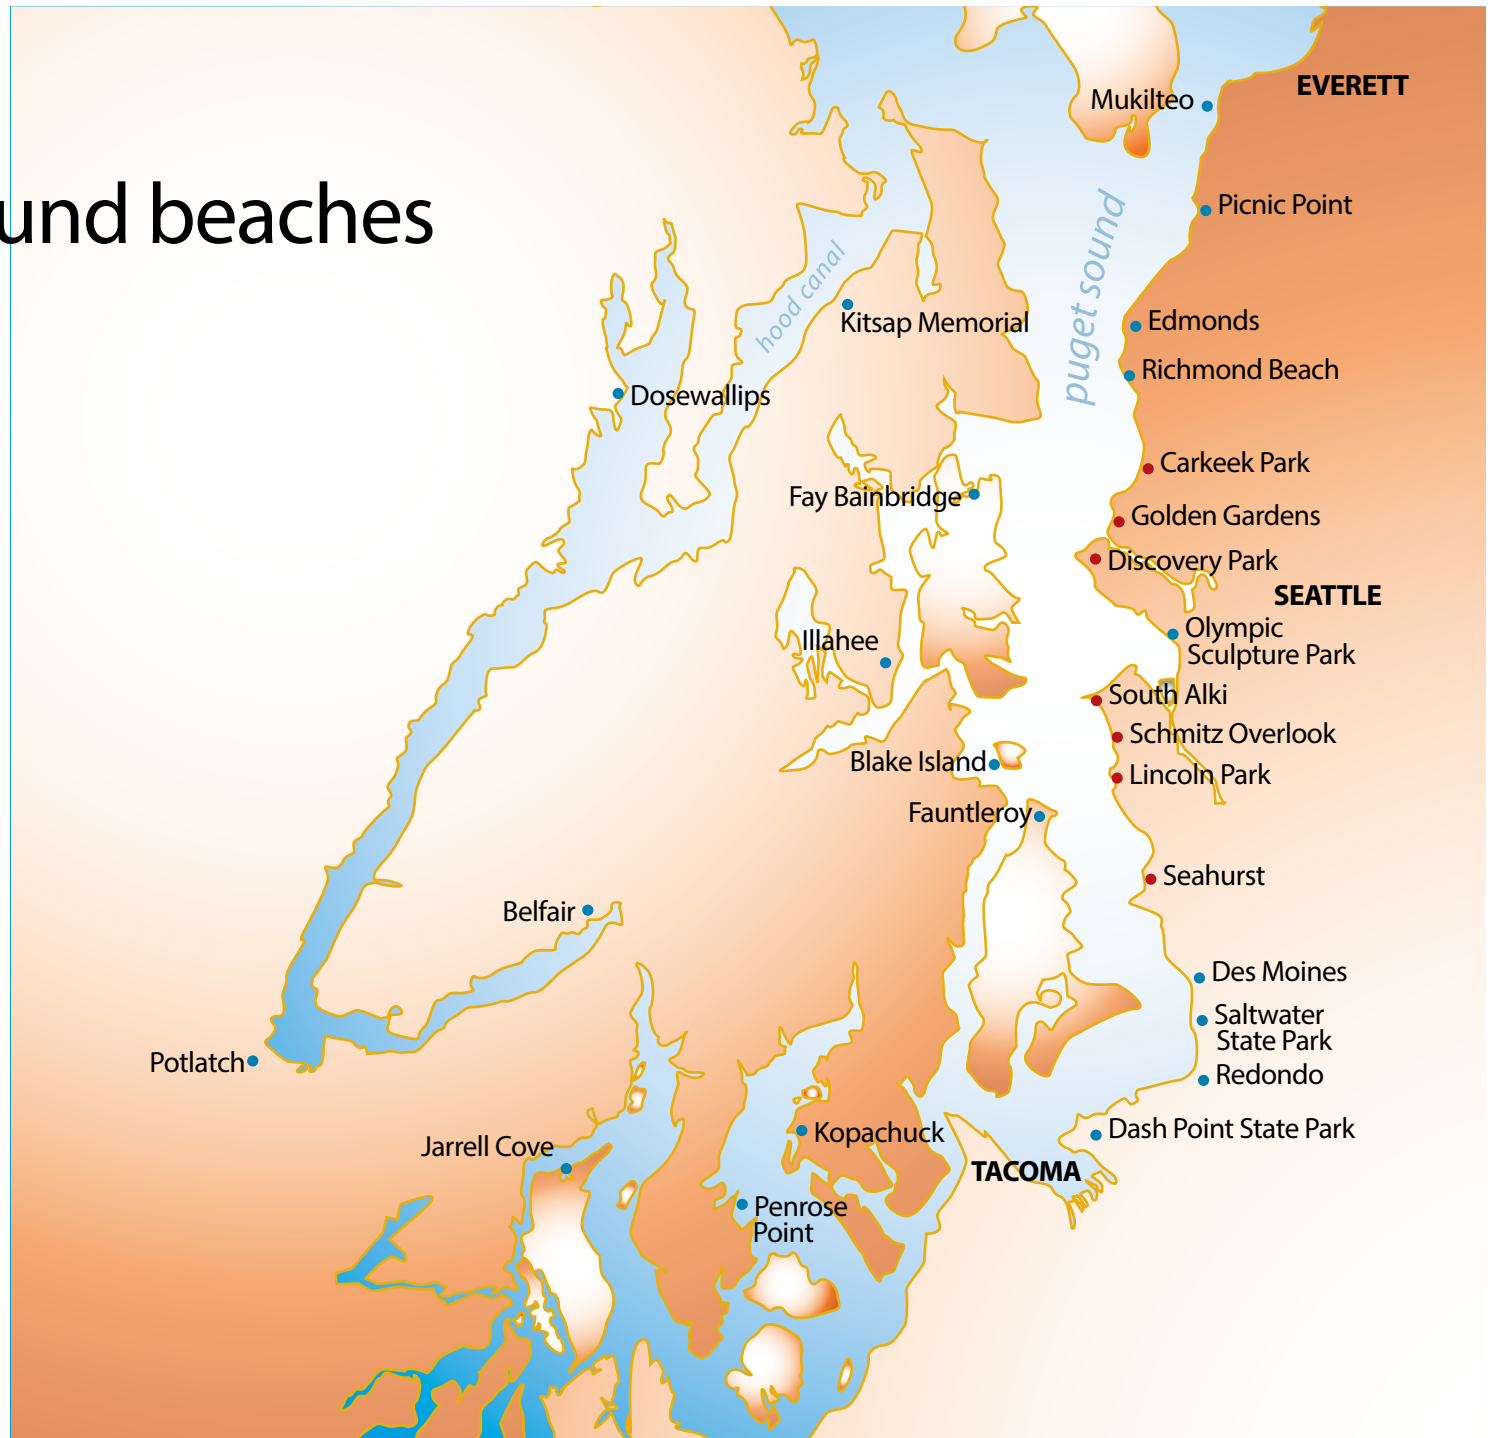 und beaches
EVERETT
Mukilteo
Picnic Point
puget sound
hood canal
Kitsap Memorial
Edmonds
Richmond Beach
Dosewallips
Carkeek Park
Fay Bainbridge
Golden Gardens
Discovery Park
SEATTLE
Olympic
Sculpture Park
Illahee
South Alki
Schmitz Overlook
Blake Island
Lincoln Park
Fauntleroy
Seahurst
Belfair
Des Moines
Saltwater
State Park
Potlatch
Redondo
Kopachuck
Dash Point State Park
Jarrell Cove
TACOMA
Penrose
Point